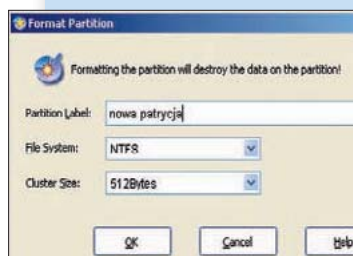 Format Partition
Formatting the partition will destroy the data on the partition!
Partition Label: nowa patrycja
File System: NTFS
Cluster Size: 512Bytes
OK Cancel Help